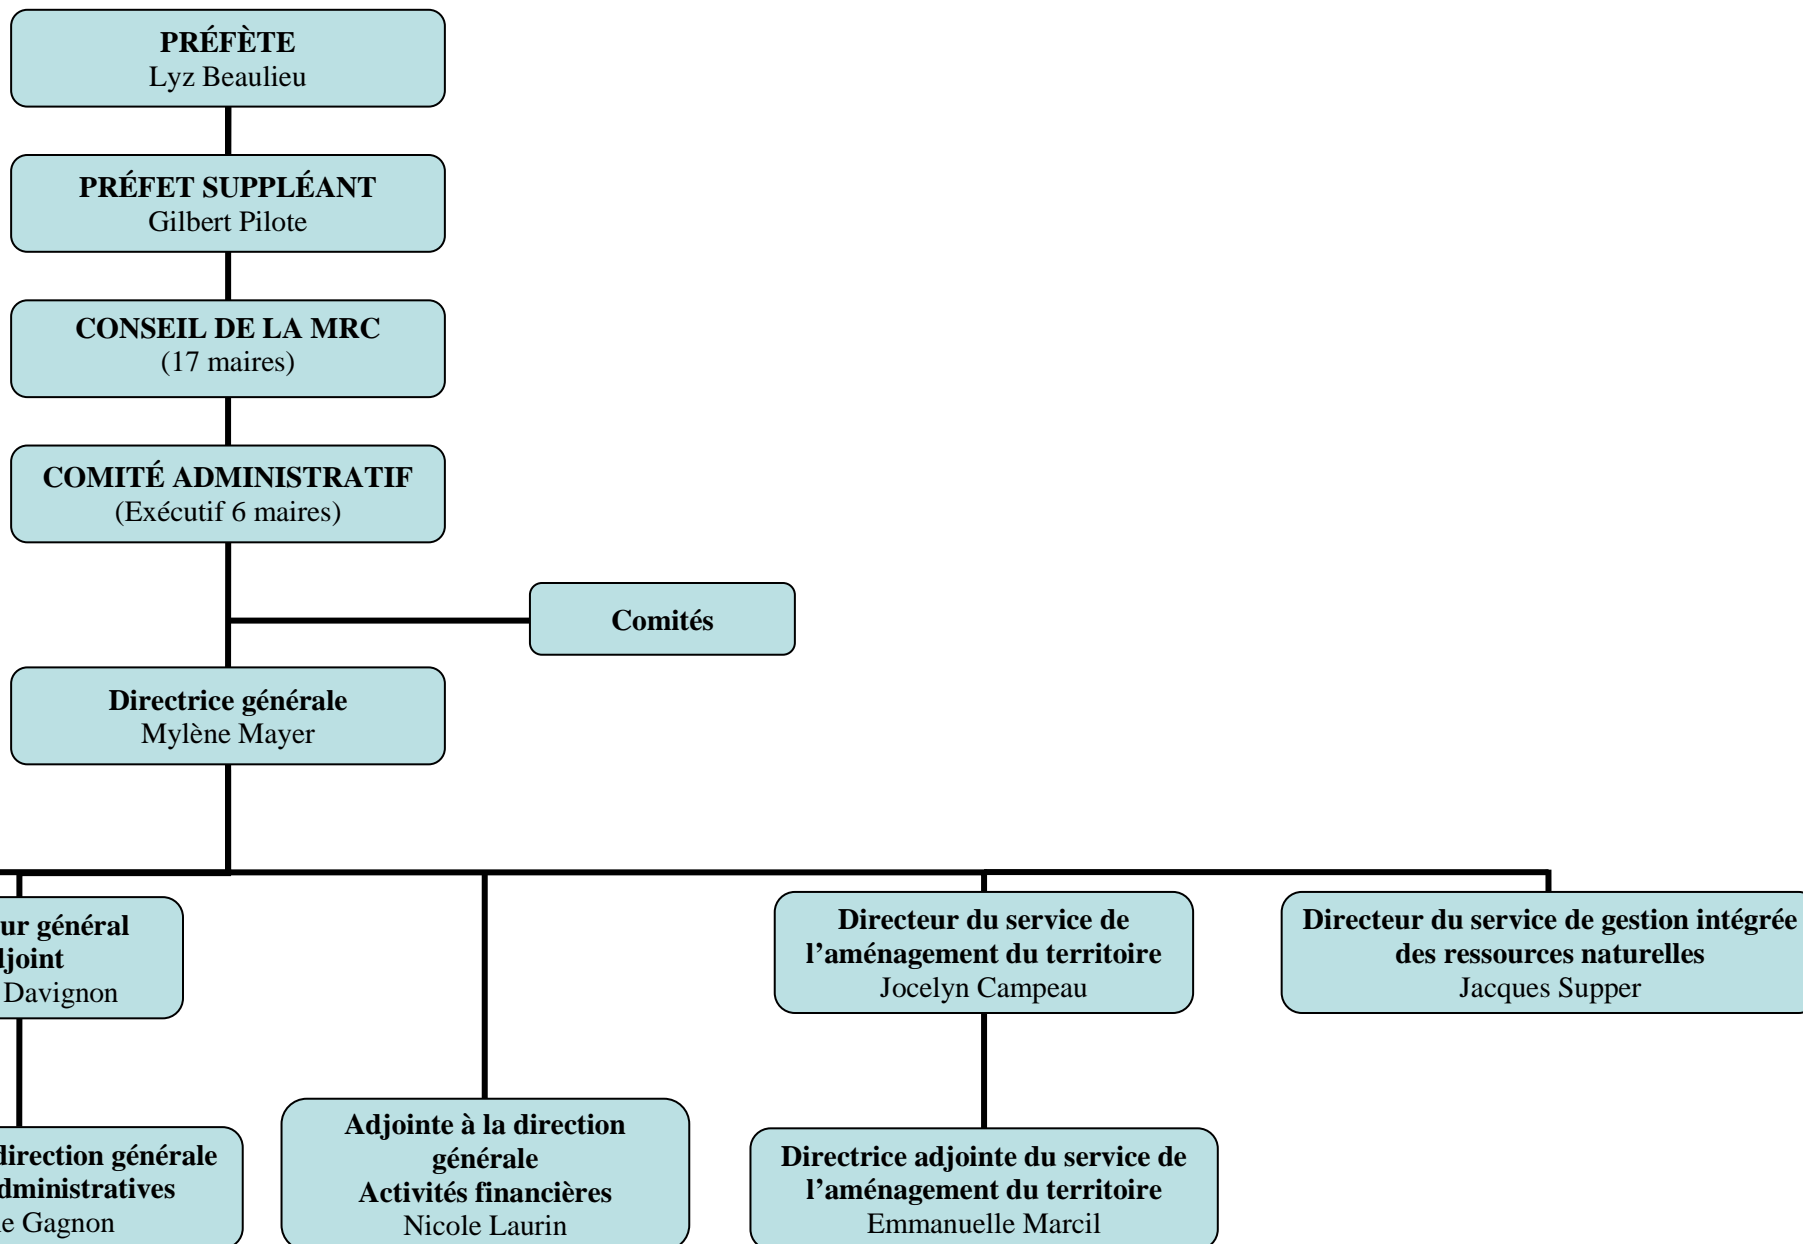 PRÉFÈTE
Lyz Beaulieu
PRÉFET SUPPLÉANT
Gilbert Pilote
CONSEIL DE LA MRC
(17 maires)
COMITÉ ADMINISTRATIF
(Exécutif 6 maires)
Comités
Directrice générale
Mylène Mayer
général
Davignon
Directeur du service de
l’aménagement du territoire
Jocelyn Campeau
Directeur du service de gestion intégrée
des ressources naturelles
Jacques Supper
direction générale
Gagnon
Adjointe à la direction
générale
Activités financières
Nicole Laurin
Directrice adjointe du service de
l’aménagement du territoire
Emmanuelle Marcil